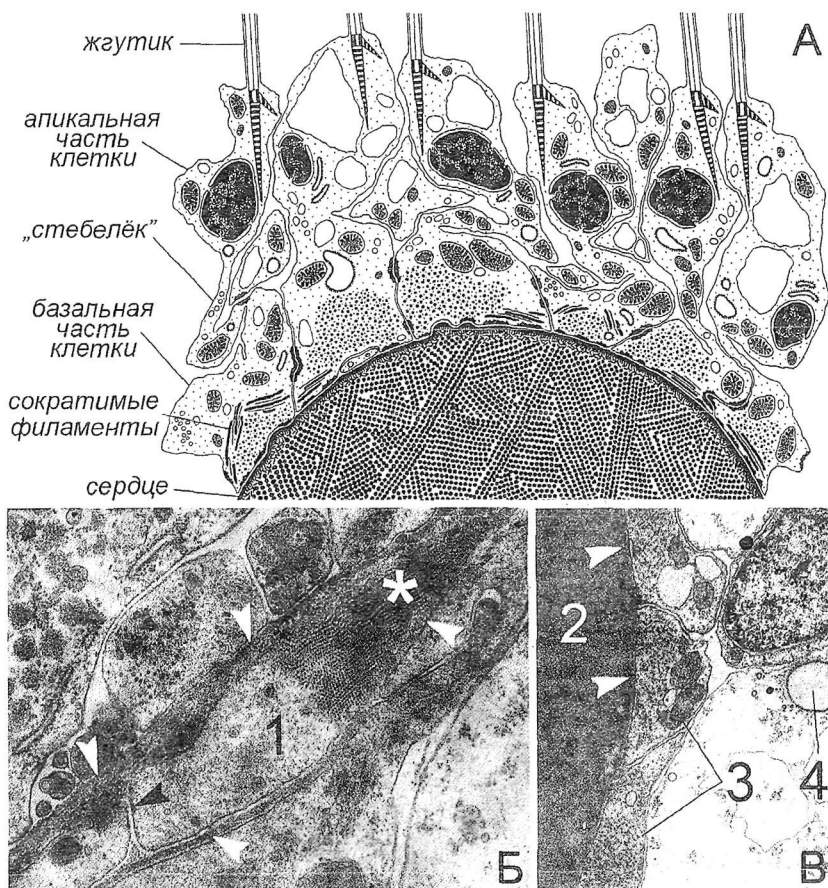 жгутик
А
апикальная
часть
клетки
„стебелёк”
базальная
часть
клетки
сократимые
филаменты
сердце
1
*
Б
2
3
4
В